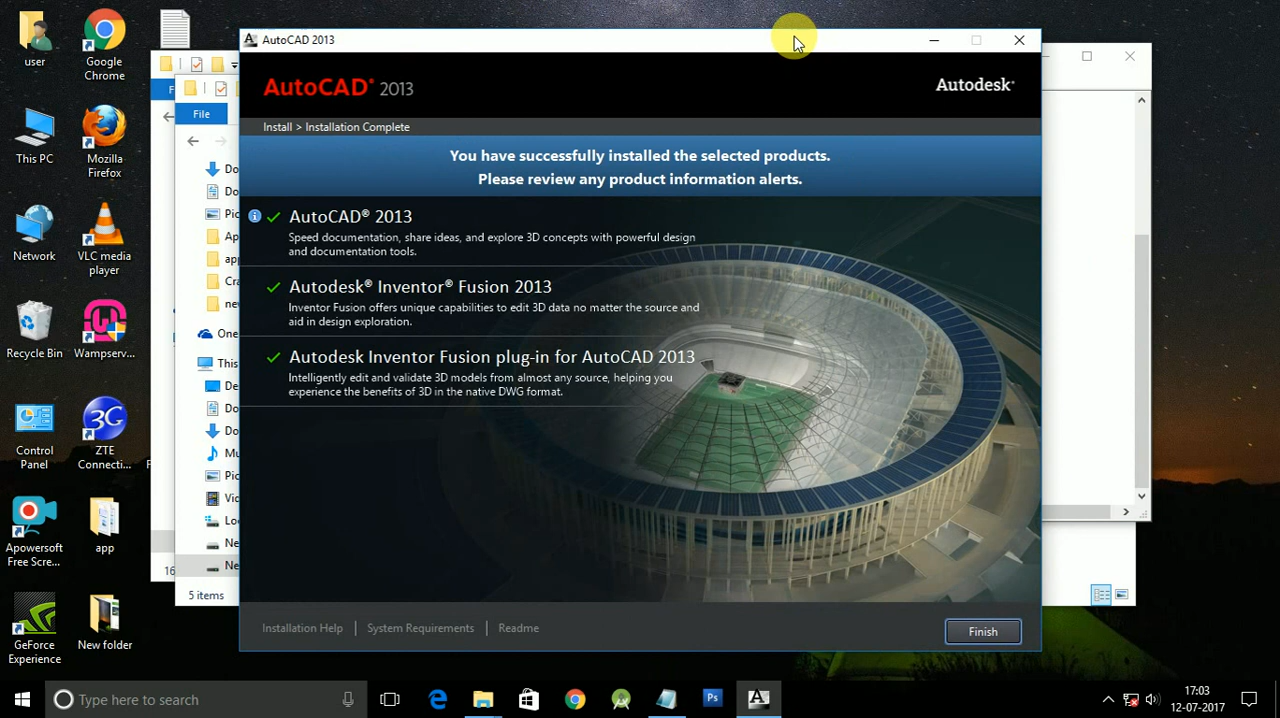 user
Google
Chrome
This PC
Mozilla
Firefox
Network
VLC media
player
Recycle Bin
Wampserv...
Control
Panel
ZTE
Connecti...
Apowersoft
Free Scre...
app
GeForce
Experience
New folder
File
5 items
16
AutoCAD 2013
AutoCAD® 2013
Autodesk®
Install > Installation Complete
You have successfully installed the selected products.
Please review any product information alerts.
AutoCAD® 2013
Speed documentation, share ideas, and explore 3D concepts with powerful design
and documentation tools.
Autodesk® Inventor® Fusion 2013
Inventor Fusion offers unique capabilities to edit 3D data no matter the source and
aid in design exploration.
Autodesk Inventor Fusion plug-in for AutoCAD 2013
Intelligently edit and validate 3D models from almost any source, helping you
experience the benefits of 3D in the native DWG format.
Installation Help | System Requirements | Readme
Finish
Type here to search
17:03
12-07-2017